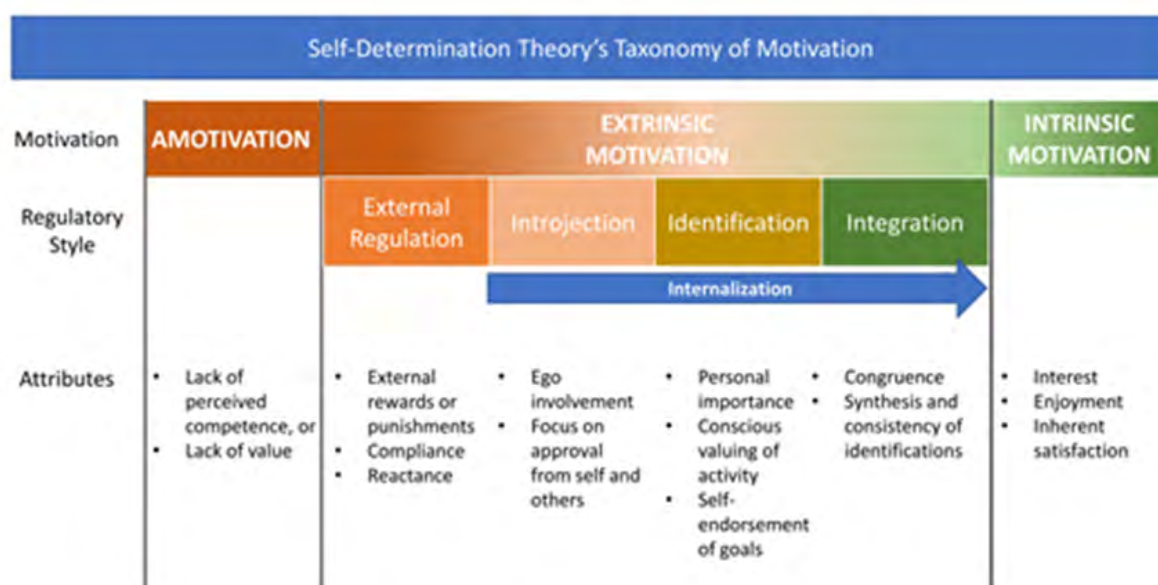 Self-Determination Theory's Taxonomy of Motivation
Motivation
AMOTIVATION
EXTRINSIC
MOTIVATION
INTRINSIC
MOTIVATION
Regulatory
Style
External
Regulation
Introjection
Identification
Integration
Internalization
Attributes
• Lack of
perceived
competence, or
• Lack of value
• External
rewards or
punishments
• Compliance
• Reactance
• Ego
involvement
• Focus on
approval
from self and
others
• Personal
importance
• Conscious
valuing of
activity
• Self-
endorsement
of goals
• Congruence
• Synthesis and
consistency of
identifications
• Interest
• Enjoyment
• Inherent
satisfaction